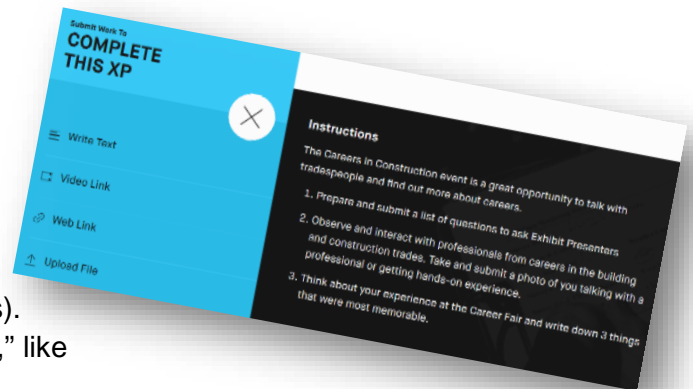 Submit Work To
COMPLETE
THIS XP
Write Text
Video Link
Web Link
Upload File
Instructions
The Careers in Construction event is a great opportunity to talk with
tradespeople and find out more about careers.
1. Prepare and submit a list of questions to ask Exhibit Presenters
2. Observe and interact with professionals from careers in the building
and construction trades. Take and submit a photo of you talking with a
professional or getting hands-on experience.
3. Think about your experience at the Career Fair and write down 3 things
that were most memorable.
s).
,” like